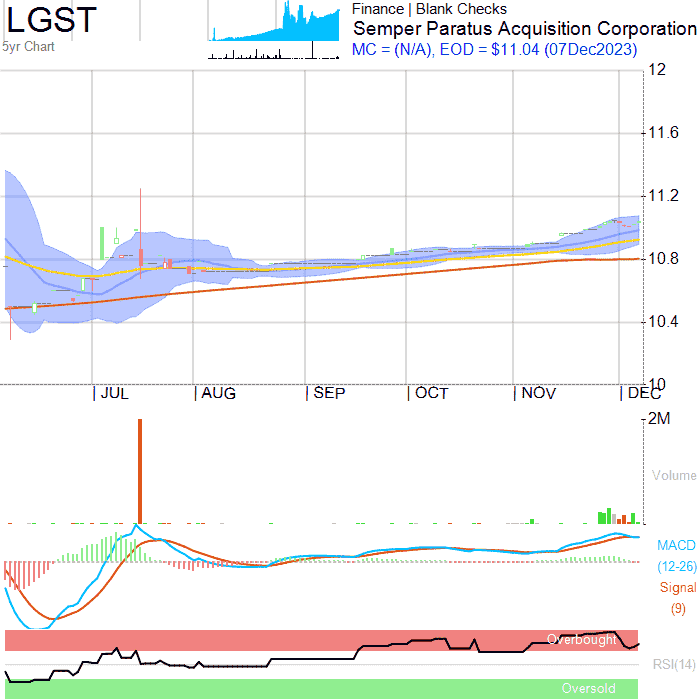 LGST
5yr Chart
Finance | Blank Checks
Semper Paratus Acquisition Corporation
MC = (N/A), EOD = $11.04 (07Dec2023)
12
11.6
11.2
10.8
10.4
10
JUL AUG SEP OCT NOV DEC
2M
Volume
MACD
(12-26)
Signal
(9)
Overbought
RSI(14)
Oversold